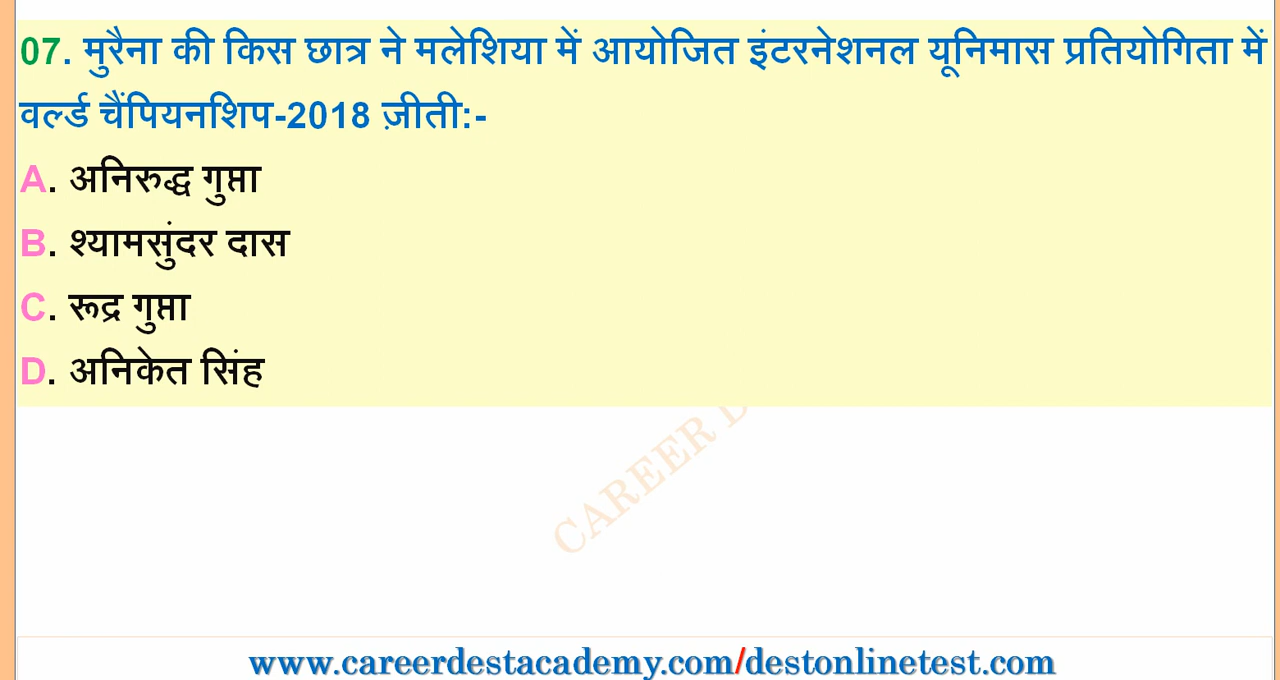 07. मुरैना की किस छात्र ने मलेशिया में आयोजित इंटरनेशनल यूनिमास प्रतियोगिता में
वर्ल्ड चैंपियनशिप-2018 ज़ीती:-
A. अनिरुद्ध गुप्ता
B. श्यामसुंदर दास
C. रूद्र गुप्ता
D. अनिकेत सिंह
CAREER
www.careerdestacademy.com/destonlinetest.com